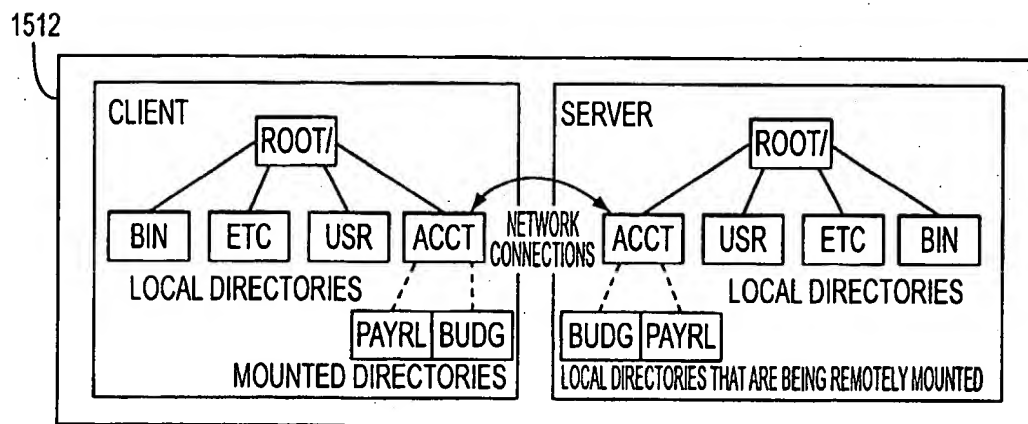 1512
CLIENT
ROOT/
BIN ETC USR ACCT
LOCAL DIRECTORIES
PAYRL BUDG
MOUNTED DIRECTORIES
NETWORK
CONNECTIONS
SERVER
ROOT/
ACCT USR ETC BIN
LOCAL DIRECTORIES
BUDG PAYRL
LOCAL DIRECTORIES THAT ARE BEING REMOTELY MOUNTED